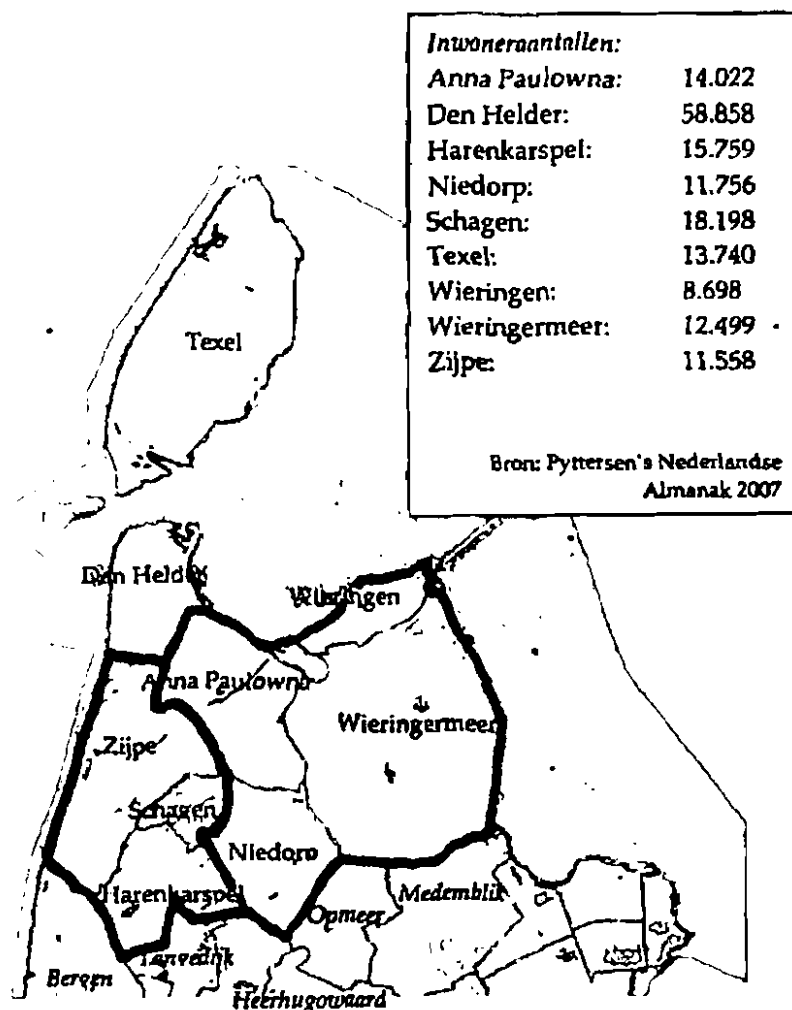 Inwoneraantallen:
Anna Paulowna: 14.022
Den Helder: 58.858
Harenkarspel: 15.759
Niedorp: 11.756
Schagen: 18.198
Texel: 13.740
Wieringen: 8.698
Wieringermeer: 12.499
Zijpe: 11.558
Bron: Pyttersen's Nederlandse
Almanak 2007
Texel
Den Helder
Wieringen
Anna Paulowna
Wieringermeer
Zijpe
Schagen
Niedorp
Harenkarspel
Medemblik
Opmeer
Langedijk
Bergen
Heerhugowaard